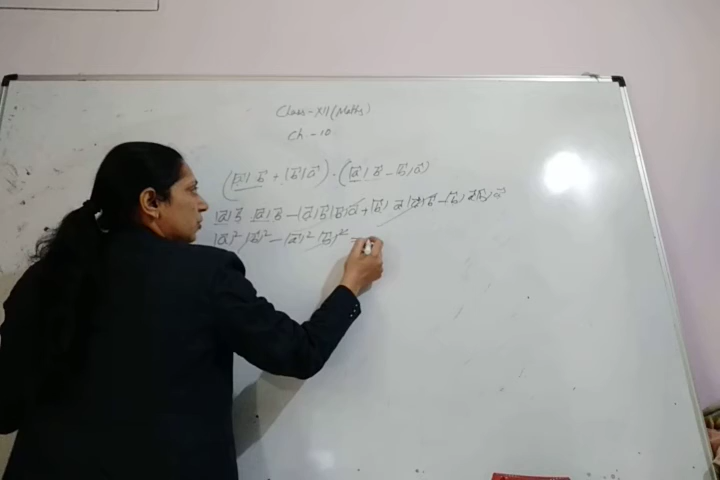 Class-XII (Maths)
Ch-10
(|a⃗| b⃗ + |b⃗| a⃗) · (|a⃗| b⃗ - |b⃗| a⃗)
|a⃗| b⃗ |a⃗| b⃗ - |a⃗| b⃗ |b⃗| a⃗ + |b⃗| a⃗ |a⃗| b⃗ - |b⃗| a⃗ |b⃗| a⃗
|a⃗|² |b⃗|² - |a⃗|² |b⃗|² =